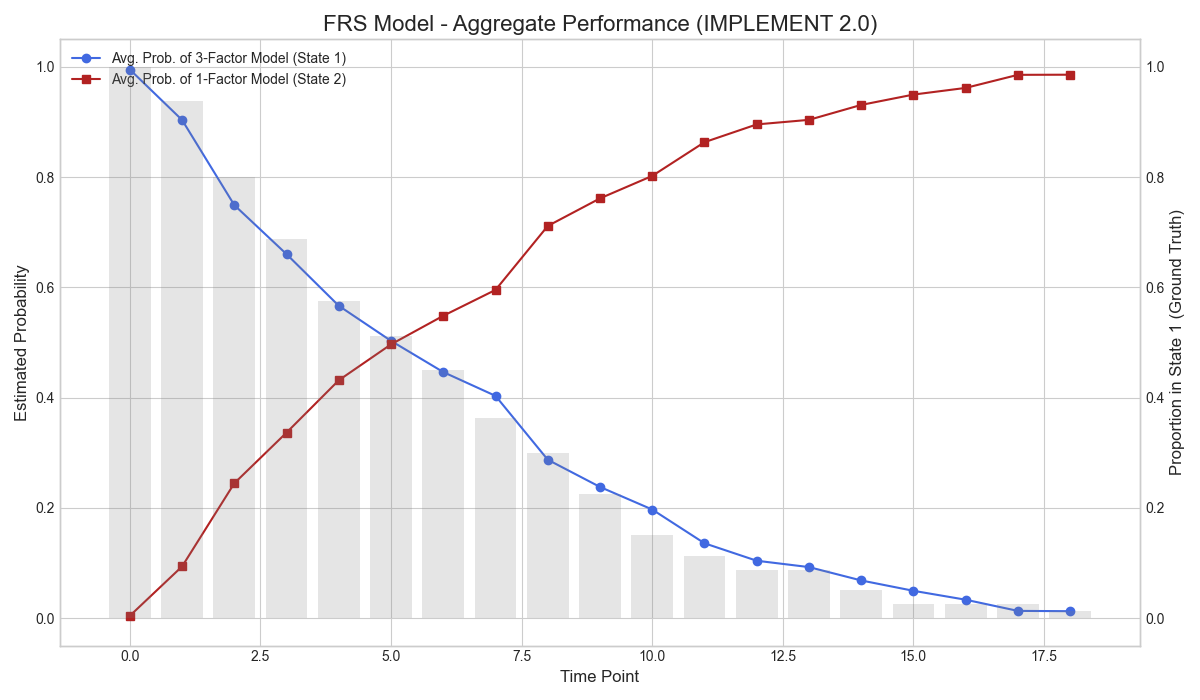 FRS Model - Aggregate Performance (IMPLEMENT 2.0)
Avg. Prob. of 3-Factor Model (State 1)
Avg. Prob. of 1-Factor Model (State 2)
Estimated Probability
1.0
0.8
0.6
0.4
0.2
0.0
1.0
0.8
0.6
0.4
0.2
0.0
Proportion in State 1 (Ground Truth)
0.0 2.5 5.0 7.5 10.0 12.5 15.0 17.5
Time Point